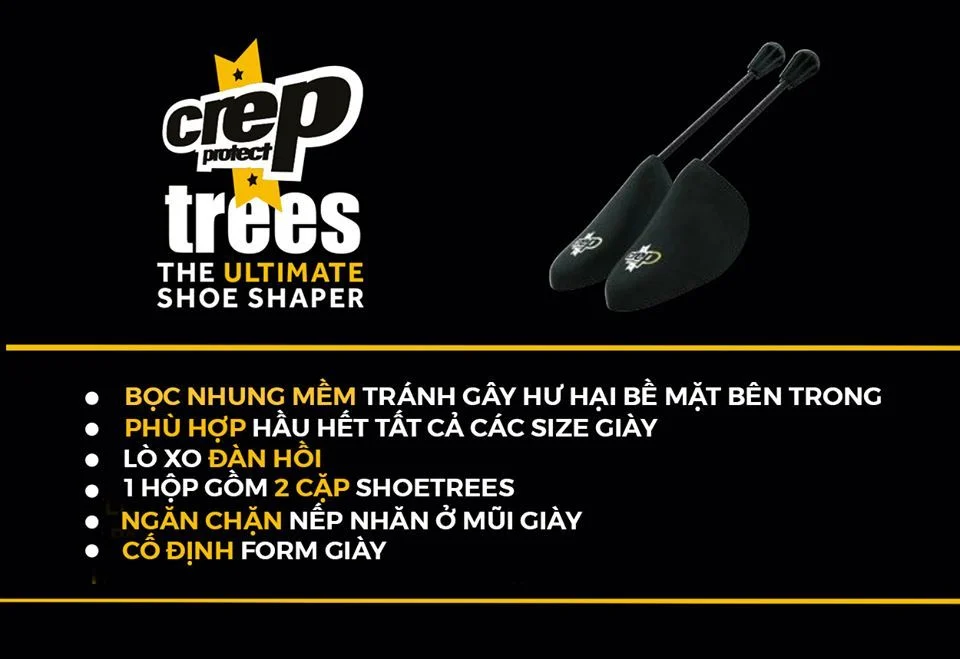 crep
protect
trees
THE ULTIMATE
SHOE SHAPER
crep
crep
BỌC NHUNG MỀM TRÁNH GÂY HƯ HẠI BỀ MẶT BÊN TRONG
PHÙ HỢP HẦU HẾT TẤT CẢ CÁC SIZE GIÀY
LÒ XO ĐÀN HỒI
1 HỘP GỒM 2 CẶP SHOETREES
NGĂN CHẶN NẾP NHĂN Ở MŨI GIÀY
CỐ ĐỊNH FORM GIÀY